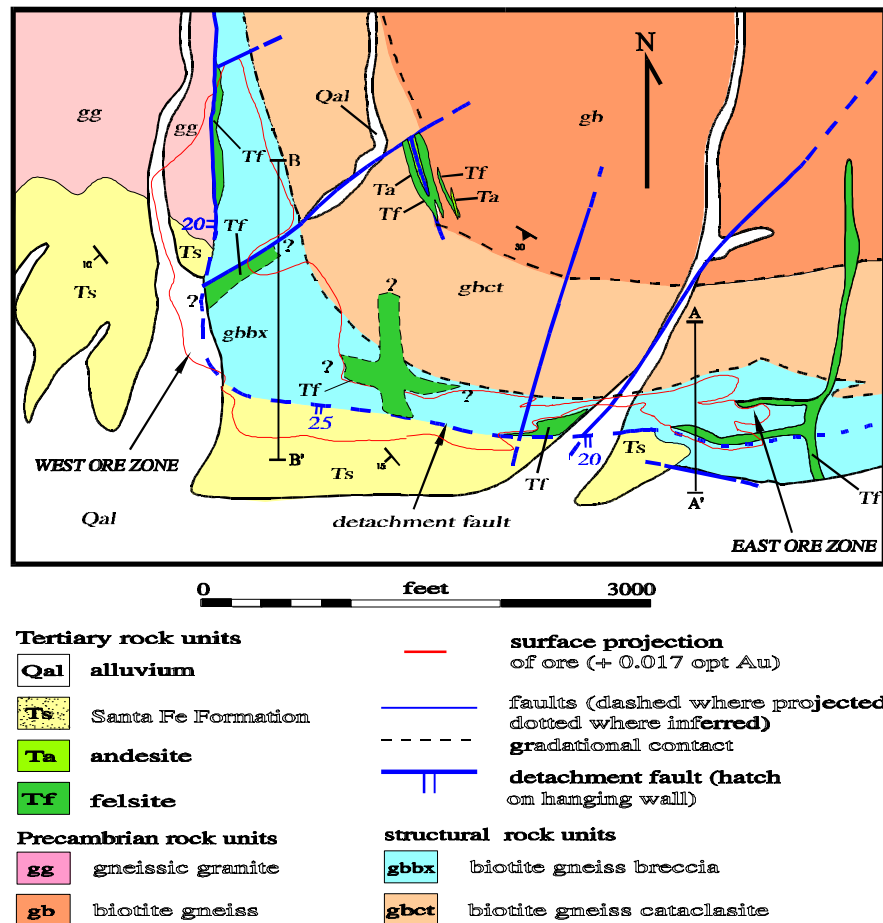 N
gg
gg
Qal
gb
B
Tf
Ta
Tf
Ta
Tf
20
Tf
?
30
Ts
10
Ts
gbct
?
?
gbbx
A
?
Tf
?
25
Tf
20
Ts
WEST ORE ZONE
B'
Ts
15
Tf
A'
Qal
detachment fault
EAST ORE ZONE
0 feet 3000
Tertiary rock units
Qal alluvium
Ts Santa Fe Formation
Ta andesite
Tf felsite
Precambrian rock units
gg gneissic granite
gb biotite gneiss
surface projection
of ore (+ 0.017 opt Au)
faults (dashed where projected
dotted where inferred)
gradational contact
detachment fault (hatch
on hanging wall)
structural rock units
gbbx biotite gneiss breccia
gbct biotite gneiss cataclasite